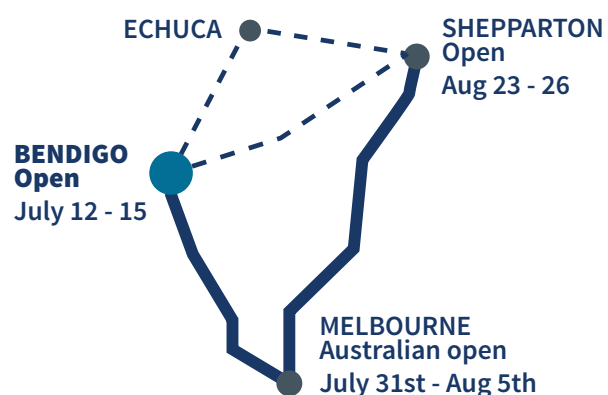 ECHUCA
SHEPPARTON
Open
Aug 23 - 26
BENDIGO
Open
July 12 - 15
MELBOURNE
Australian open
July 31st - Aug 5th